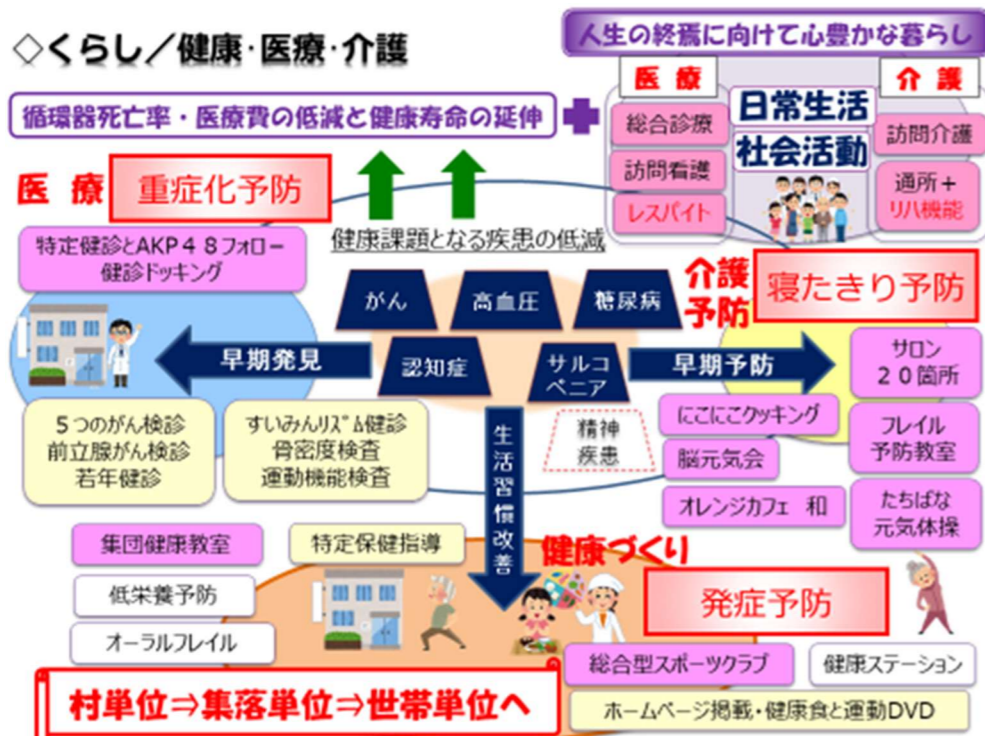 ◇くらし／健康･医療･介護
人生の終焉に向けて心豊かな暮らし
循環器死亡率・医療費の低減と健康寿命の延伸
医療
総合診療
訪問看護
レスパイト
日常生活
社会活動
介護
訪問介護
通所＋
リハ機能
医療
重症化予防
特定健診とAKP４８フォロー
健診ドッキング
健康課題となる疾患の低減
がん
高血圧
糖尿病
認知症
サルコ
ペニア
精神
疾患
介護
予防
寝たきり予防
早期発見
早期予防
サロン
２０箇所
５つのがん検診
前立腺がん検診
若年健診
すいみんﾘｽﾞﾑ健診
骨密度検査
運動機能検査
生活習慣改善
にこにこクッキング
脳元気会
オレンジカフェ 和
フレイル
予防教室
たちばな
元気体操
集団健康教室
特定保健指導
低栄養予防
オーラルフレイル
健康づくり
発症予防
総合型スポーツクラブ
健康ステーション
ホームページ掲載・健康食と運動DVD
村単位⇒集落単位⇒世帯単位へ